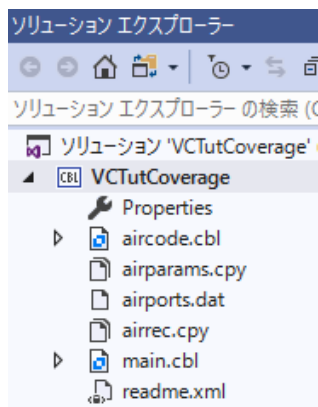 ソリューション エクスプローラー
ソリューション エクスプローラー の検索 (C
ソリューション 'VCTutCoverage' (
CBL VCTutCoverage
Properties
aircode.cbl
airparams.cpy
airports.dat
airrec.cpy
main.cbl
readme.xml